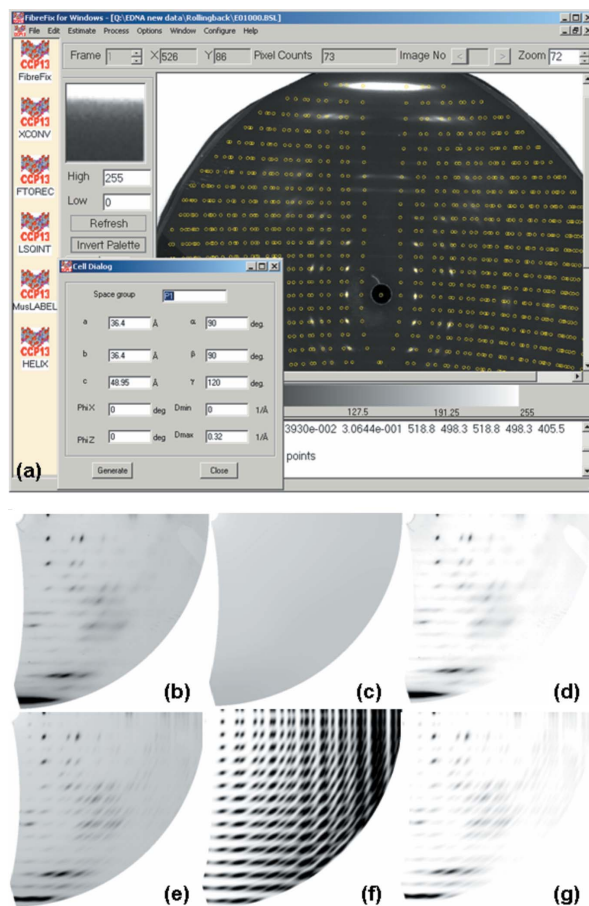 FibreFix for Windows - [Q:\EDNA new data\Rollingback\E01000.BSL]
File Edit Estimate Process Options Window Configure Help
Frame 1 X 526 Y 86 Pixel Counts 73 Image No < > Zoom 72
CCP13
FibreFix
CCP13
XCONV
CCP13
FTOREC
CCP13
LSQINT
CCP13
MusLABEL
CCP13
HELIX
High 255
Low 0
Refresh
Invert Palette
Cell Dialog
Space group P1
a 36.4 Å α 90 deg.
b 36.4 Å β 90 deg.
c 48.95 Å γ 120 deg.
Phi X 0 deg Dmin 0 1/Å
Phi Z 0 deg Dmax 0.32 1/Å
Generate Close
127.5 191.25 255
3930e-002 3.0644e-001 518.8 498.3 518.8 498.3 405.5
points
(a)
(b) (c) (d)
(e) (f) (g)